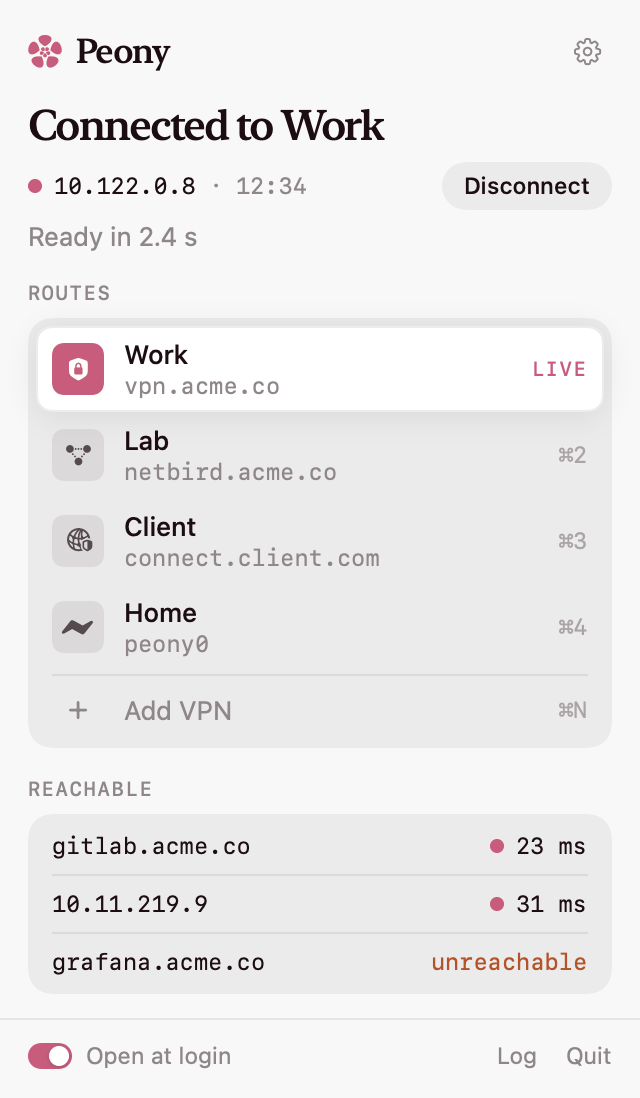 Peony
Connected to Work
10.122.0.8 · 12:34
Disconnect
Ready in 2.4 s
ROUTES
Work
vpn.acme.co
LIVE
Lab
netbird.acme.co
⌘2
Client
connect.client.com
⌘3
Home
peony0
⌘4
+ Add VPN
⌘N
REACHABLE
gitlab.acme.co 23 ms
10.11.219.9 31 ms
grafana.acme.co unreachable
Open at login Log Quit